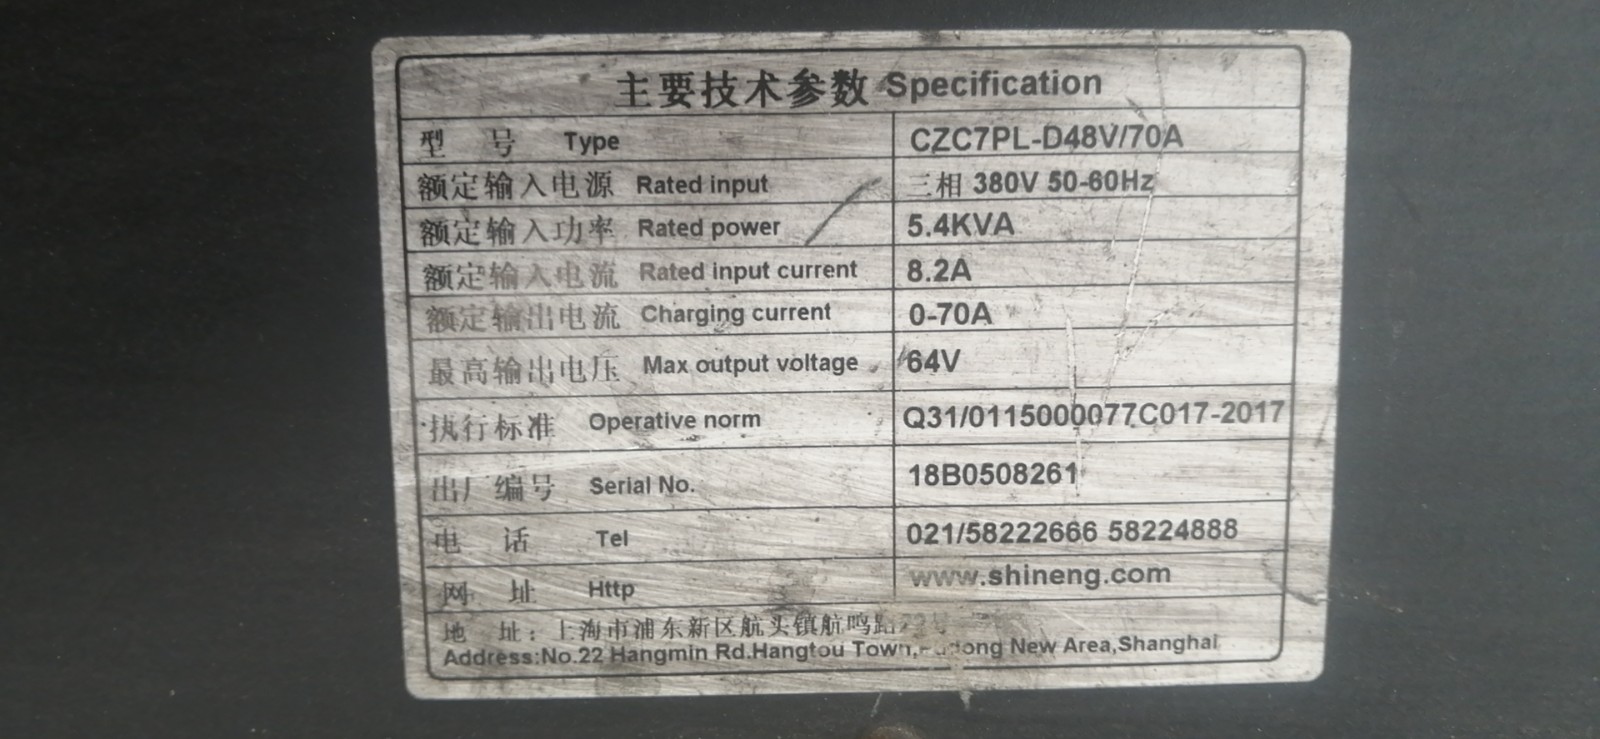 主要技术参数 Specification
型 号 Type CZC7PL-D48V/70A
额定输入电源 Rated input 三相 380V 50-60Hz
额定输入功率 Rated power 5.4KVA
额定输入电流 Rated input current 8.2A
额定输出电流 Charging current 0-70A
最高输出电压 Max output voltage 64V
执行标准 Operative norm Q31/0115000077C017-2017
出厂编号 Serial No. 18B0508261
电 话 Tel 021/58222666 58224888
网 址 Http www.shineng.com
地 址：上海市浦东新区航头镇航鸣路
Address:No.22 Hangmin Rd.Hangtou Town, New Area,Shanghai